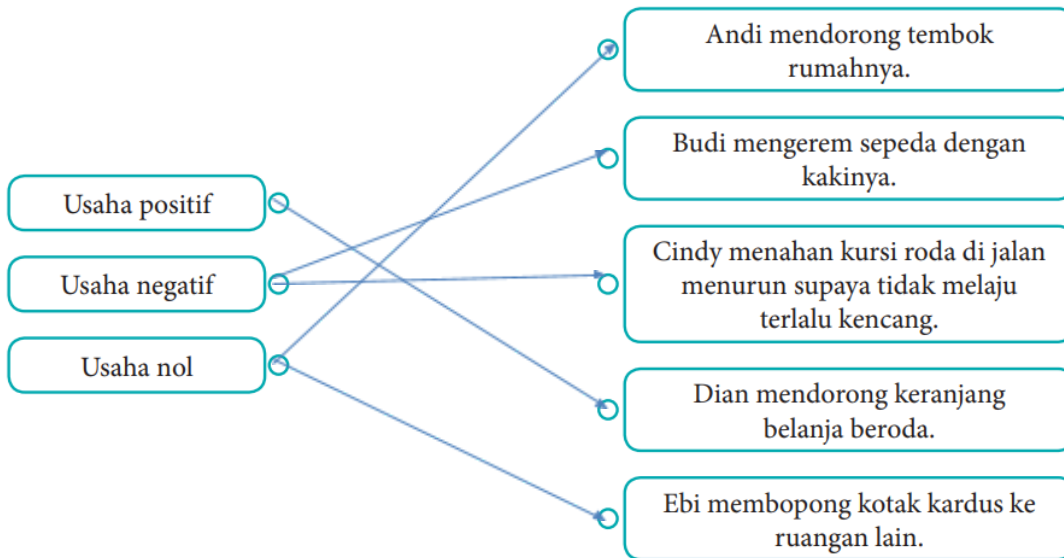 Usaha positif
Usaha negatif
Usaha nol
Andi mendorong tembok
rumahnya.
Budi mengerem sepeda dengan
kakinya.
Cindy menahan kursi roda di jalan
menurun supaya tidak melaju
terlalu kencang.
Dian mendorong keranjang
belanja beroda.
Ebi membopong kotak kardus ke
ruangan lain.